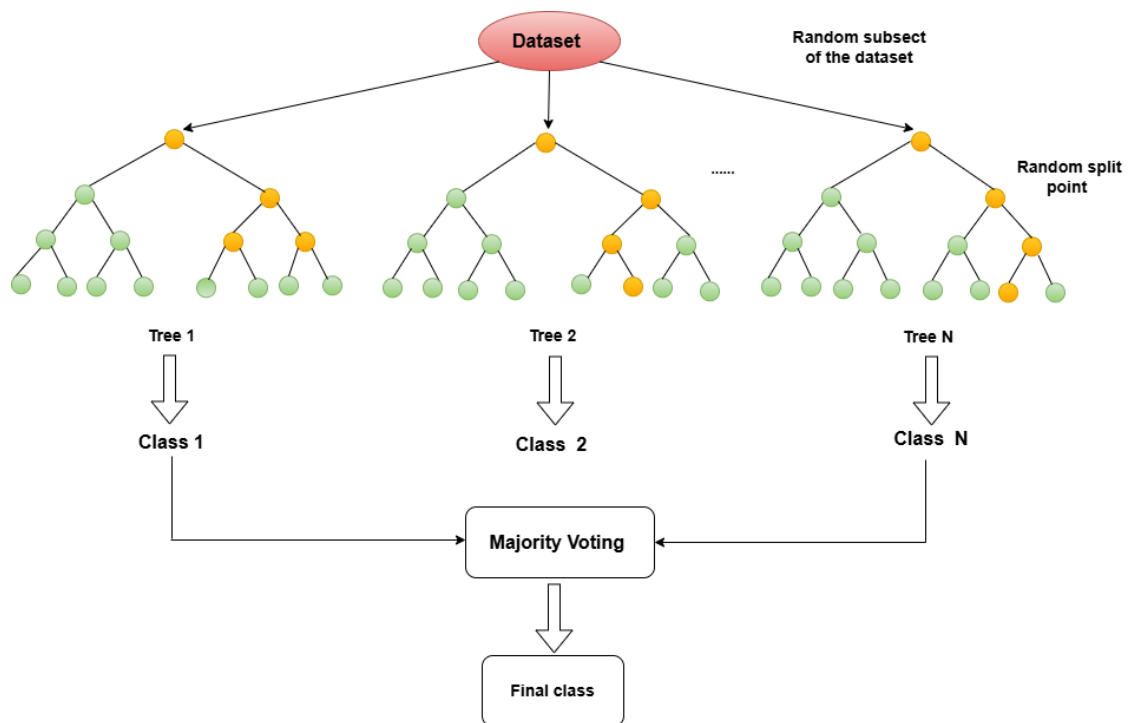 Dataset
Random subsect
of the dataset
......
Random split
point
Tree 1
Tree 2
Tree N
Class 1
Class 2
Class N
Majority Voting
Final class